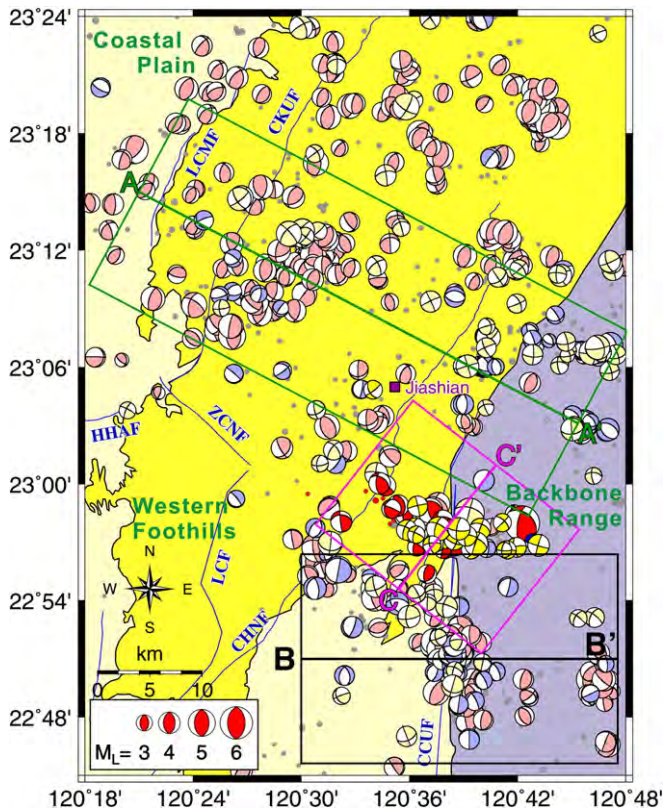 23°24'
23°18'
23°12'
23°06'
23°00'
22°54'
22°48'
Coastal
Plain
CKUF
LCMF
A
Jiashian
A'
HHAF
ZCNF
C'
Western
Foothills
Backbone
Range
N
W E
S
LCF
CHNF
C
km
0 5 10
B
B'
CCUF
M_L= 3 4 5 6
120°18' 120°24' 120°30' 120°36' 120°42' 120°48'